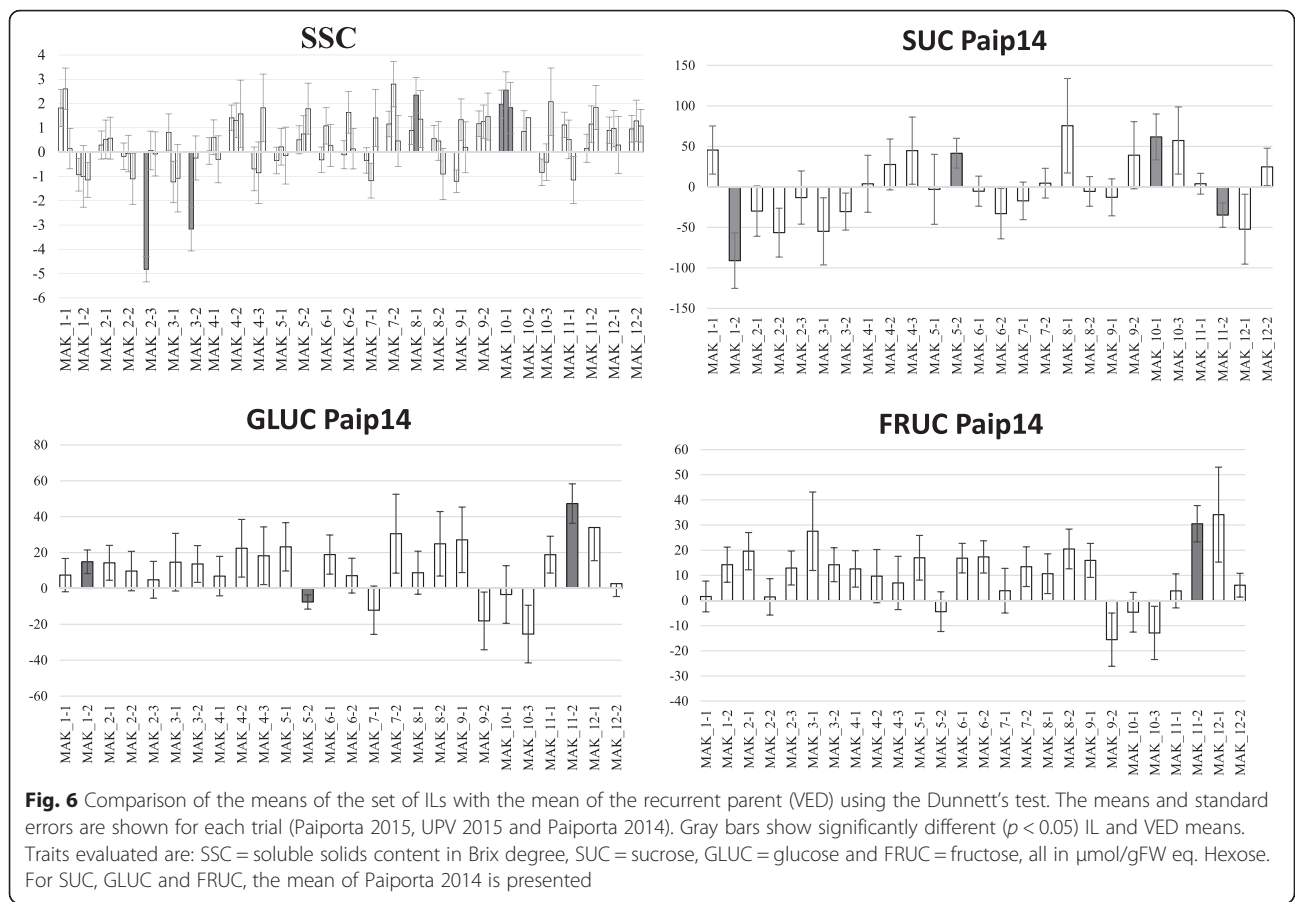 SSC
4
3
2
1
0
-1
-2
-3
-4
-5
-6
MAK_1-1
MAK_1-2
MAK_2-1
MAK_2-2
MAK_2-3
MAK_3-1
MAK_3-2
MAK_4-1
MAK_4-2
MAK_4-3
MAK_5-1
MAK_5-2
MAK_6-1
MAK_6-2
MAK_7-1
MAK_7-2
MAK_8-1
MAK_8-2
MAK_9-1
MAK_9-2
MAK_10-1
MAK_10-2
MAK_10-3
MAK_11-1
MAK_11-2
MAK_12-1
MAK_12-2
SUC Paip14
150
100
50
0
-50
-100
-150
MAK_1-1
MAK_1-2
MAK_2-1
MAK_2-2
MAK_2-3
MAK_3-1
MAK_3-2
MAK_4-1
MAK_4-2
MAK_4-3
MAK_5-1
MAK_5-2
MAK_6-1
MAK_6-2
MAK_7-1
MAK_7-2
MAK_8-1
MAK_8-2
MAK_9-1
MAK_9-2
MAK_10-1
MAK_10-3
MAK_11-1
MAK_11-2
MAK_12-1
MAK_12-2
GLUC Paip14
80
60
40
20
0
-20
-40
-60
MAK_1-1
MAK_1-2
MAK_2-1
MAK_2-2
MAK_2-3
MAK_3-1
MAK_3-2
MAK_4-1
MAK_4-2
MAK_4-3
MAK_5-1
MAK_5-2
MAK_6-1
MAK_6-2
MAK_7-1
MAK_7-2
MAK_8-1
MAK_8-2
MAK_9-1
MAK_9-2
MAK_10-1
MAK_10-3
MAK_11-1
MAK_11-2
MAK_12-1
MAK_12-2
FRUC Paip14
60
50
40
30
20
10
0
-10
-20
-30
-40
MAK_1-1
MAK_1-2
MAK_2-1
MAK_2-2
MAK_2-3
MAK_3-1
MAK_3-2
MAK_4-1
MAK_4-2
MAK_4-3
MAK_5-1
MAK_5-2
MAK_6-1
MAK_6-2
MAK_7-1
MAK_7-2
MAK_8-1
MAK_8-2
MAK_9-1
MAK_9-2
MAK_10-1
MAK_10-3
MAK_11-1
MAK_11-2
MAK_12-1
MAK_12-2
Fig. 6 Comparison of the means of the set of ILs with the mean of the recurrent parent (VED) using the Dunnett's test. The means and standard
errors are shown for each trial (Paiporta 2015, UPV 2015 and Paiporta 2014). Gray bars show significantly different (p < 0.05) IL and VED means.
Traits evaluated are: SSC = soluble solids content in Brix degree, SUC = sucrose, GLUC = glucose and FRUC = fructose, all in μmol/gFW eq. Hexose.
For SUC, GLUC and FRUC, the mean of Paiporta 2014 is presented